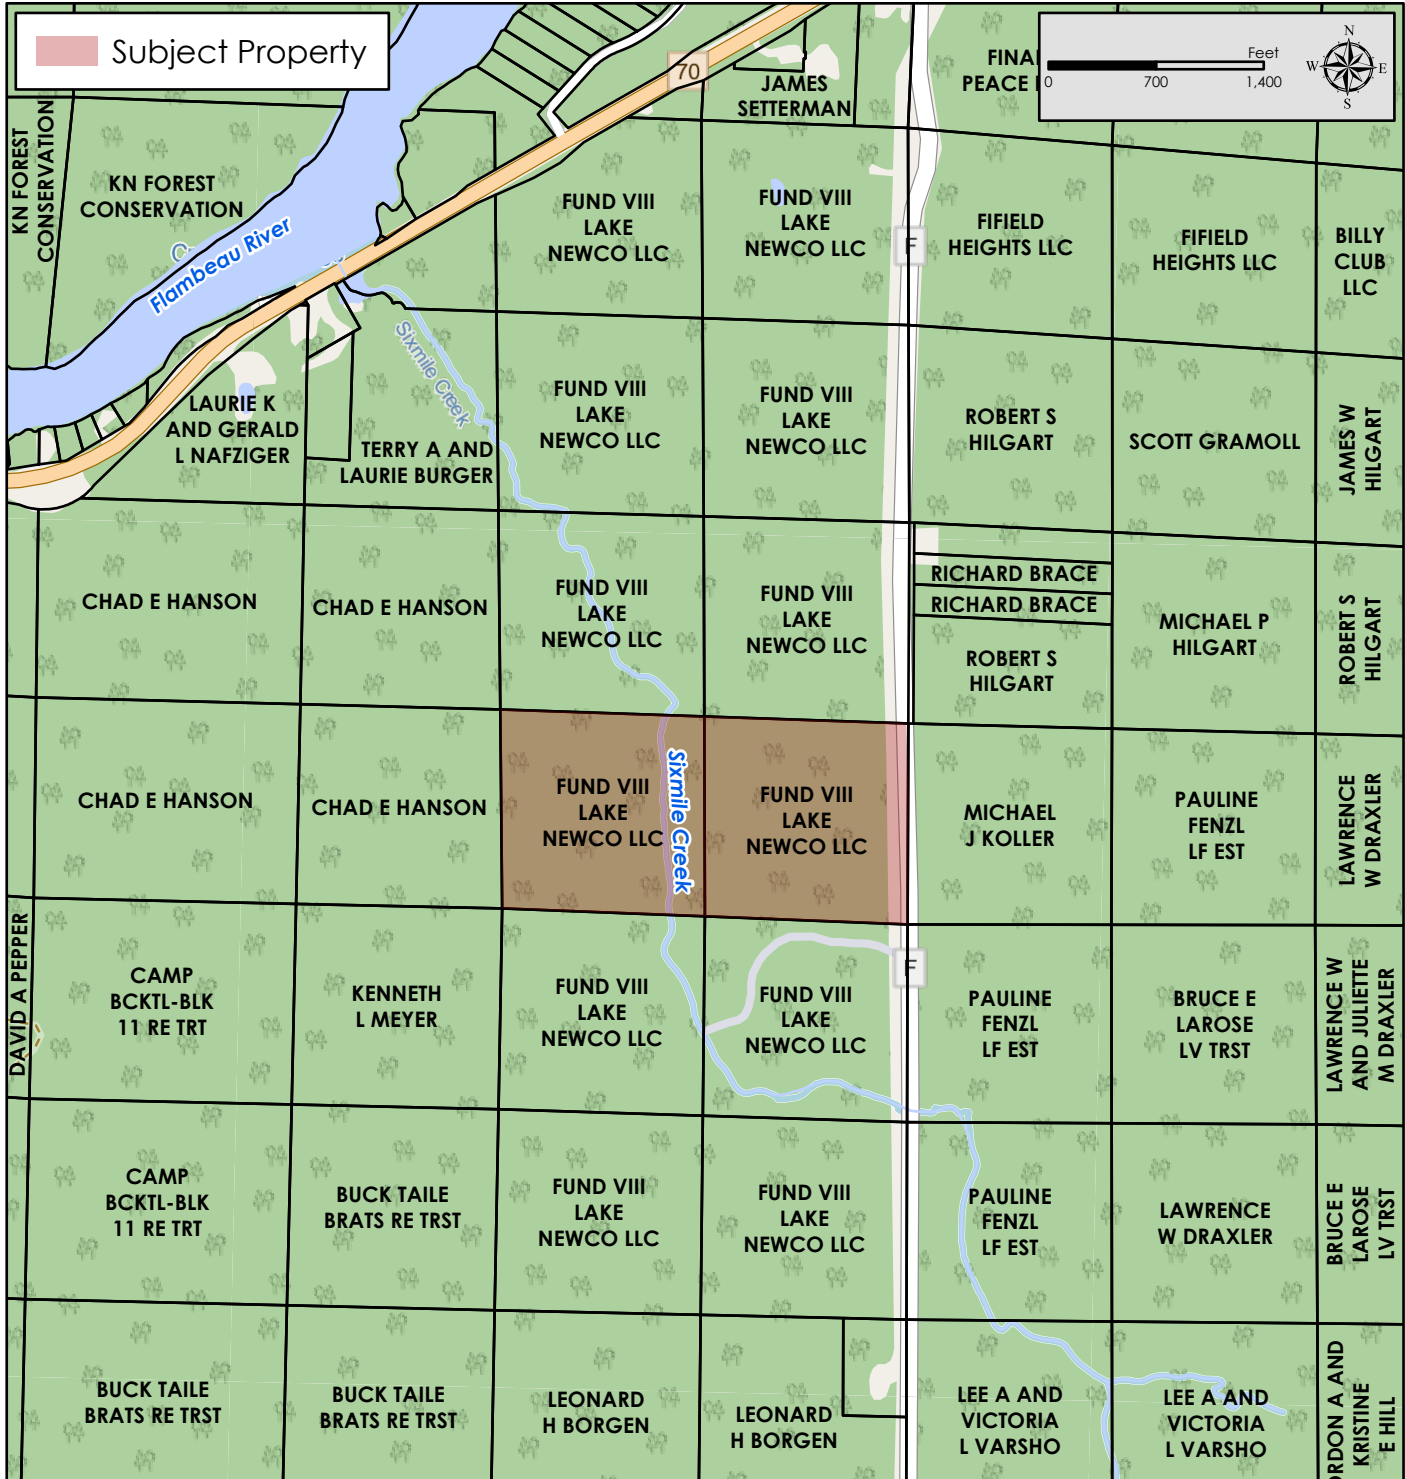 Subject Property
70
JAMES
SETTERMAN
FINA
PEACE
Feet
0
700
1,400
N
W
E
S
KN FOREST
CONSERVATION
KN FOREST
CONSERVATION
Flambeau River
FUND VIII
LAKE
NEWCO LLC
FUND VIII
LAKE
NEWCO LLC
F
FIFIELD
HEIGHTS LLC
FIFIELD
HEIGHTS LLC
BILLY
CLUB
LLC
Sixmile Creek
LAURIE K
AND GERALD
L NAFZIGER
TERRY A AND
LAURIE BURGER
FUND VIII
LAKE
NEWCO LLC
FUND VIII
LAKE
NEWCO LLC
ROBERT S
HILGART
SCOTT GRAMOLL
JAMES W
HILGART
CHAD E HANSON
CHAD E HANSON
FUND VIII
LAKE
NEWCO LLC
FUND VIII
LAKE
NEWCO LLC
RICHARD BRACE
RICHARD BRACE
ROBERT S
HILGART
MICHAEL P
HILGART
ROBERT S
HILGART
CHAD E HANSON
CHAD E HANSON
FUND VIII
LAKE
NEWCO LLC
Sixmile Creek
FUND VIII
LAKE
NEWCO LLC
MICHAEL
J KOLLER
PAULINE
FENZL
LF EST
LAWRENCE
W DRAXLER
DAVID A PEPPER
CAMP
BCKTL-BLK
11 RE TRT
KENNETH
L MEYER
FUND VIII
LAKE
NEWCO LLC
FUND VIII
LAKE
NEWCO LLC
F
PAULINE
FENZL
LF EST
BRUCE E
LAROSE
LV TRST
LAWRENCE W
AND JULIETTE
M DRAXLER
CAMP
BCKTL-BLK
11 RE TRT
BUCK TAILE
BRATS RE TRST
FUND VIII
LAKE
NEWCO LLC
FUND VIII
LAKE
NEWCO LLC
PAULINE
FENZL
LF EST
LAWRENCE
W DRAXLER
BRUCE E
LAROSE
LV TRST
BUCK TAILE
BRATS RE TRST
BUCK TAILE
BRATS RE TRST
LEONARD
H BORGEN
LEONARD
H BORGEN
LEE A AND
VICTORIA
L VARSHO
LEE A AND
VICTORIA
L VARSHO
RDON A AND
KRISTINE
E HILL